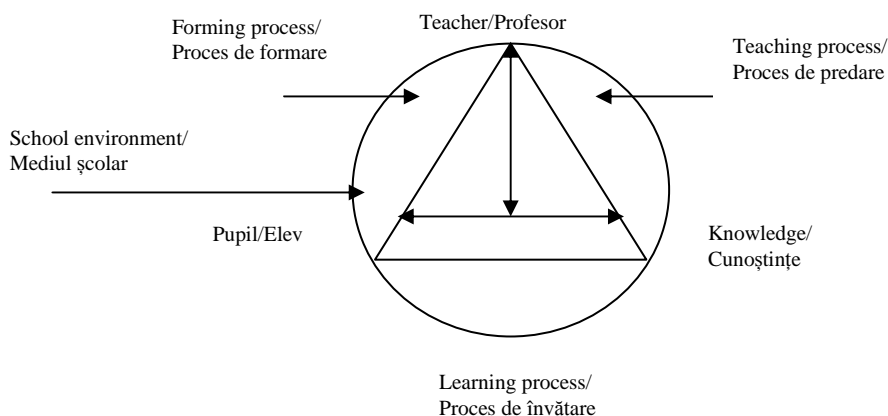 Forming process/
Proces de formare
Teacher/Profesor
Teaching process/
Proces de predare
School environment/
Mediul școlar
Pupil/Elev
Knowledge/
Cunoștințe
Learning process/
Proces de învătare